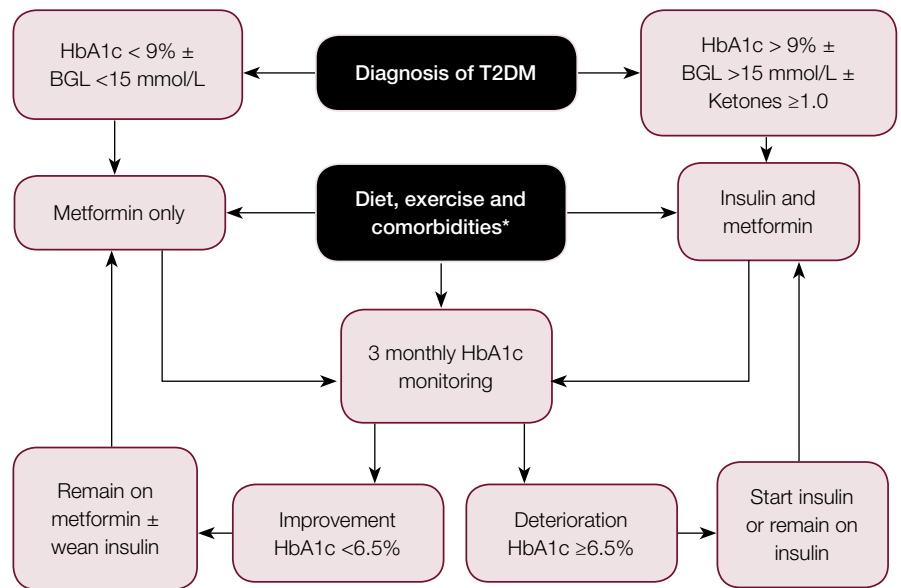 HbA1c < 9% ±
BGL <15 mmol/L
Diagnosis of T2DM
HbA1c > 9% ±
BGL >15 mmol/L ±
Ketones ≥1.0
Metformin only
Diet, exercise and
comorbidities*
Insulin and
metformin
3 monthly HbA1c
monitoring
Remain on
metformin ±
wean insulin
Improvement
HbA1c <6.5%
Deterioration
HbA1c ≥6.5%
Start insulin
or remain on
insulin